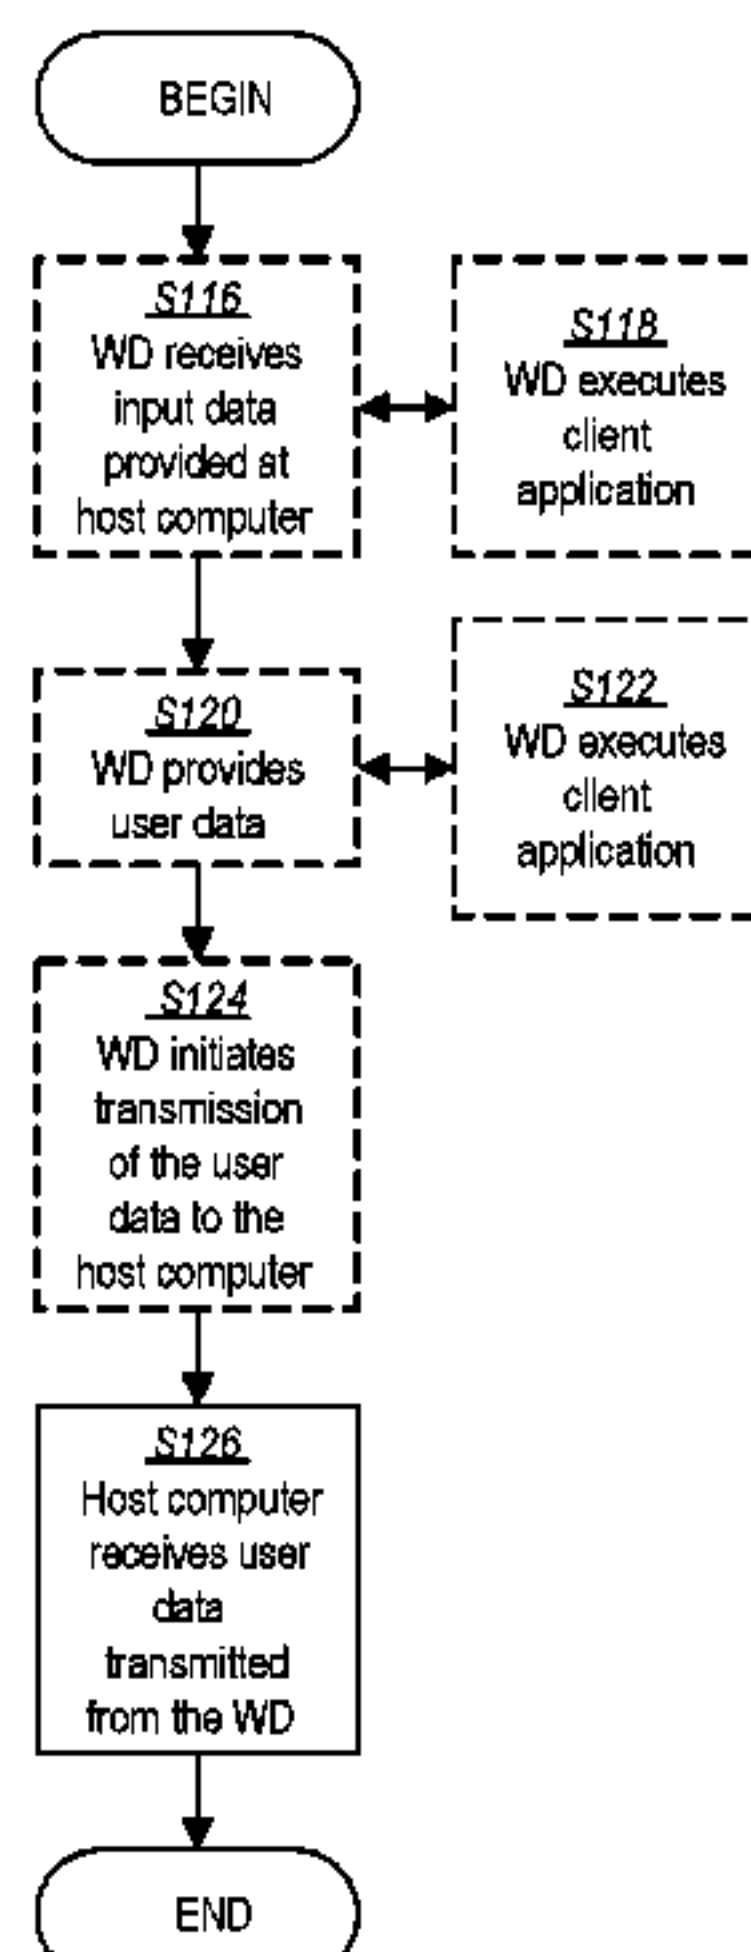 BEGIN
S116
WD receives
input data
provided at
host computer
S118
WD executes
client
application
S120
WD provides
user data
S122
WD executes
client
application
S124
WD initiates
transmission
of the user
data to the
host computer
S126
Host computer
receives user
data
transmitted
from the WD
END